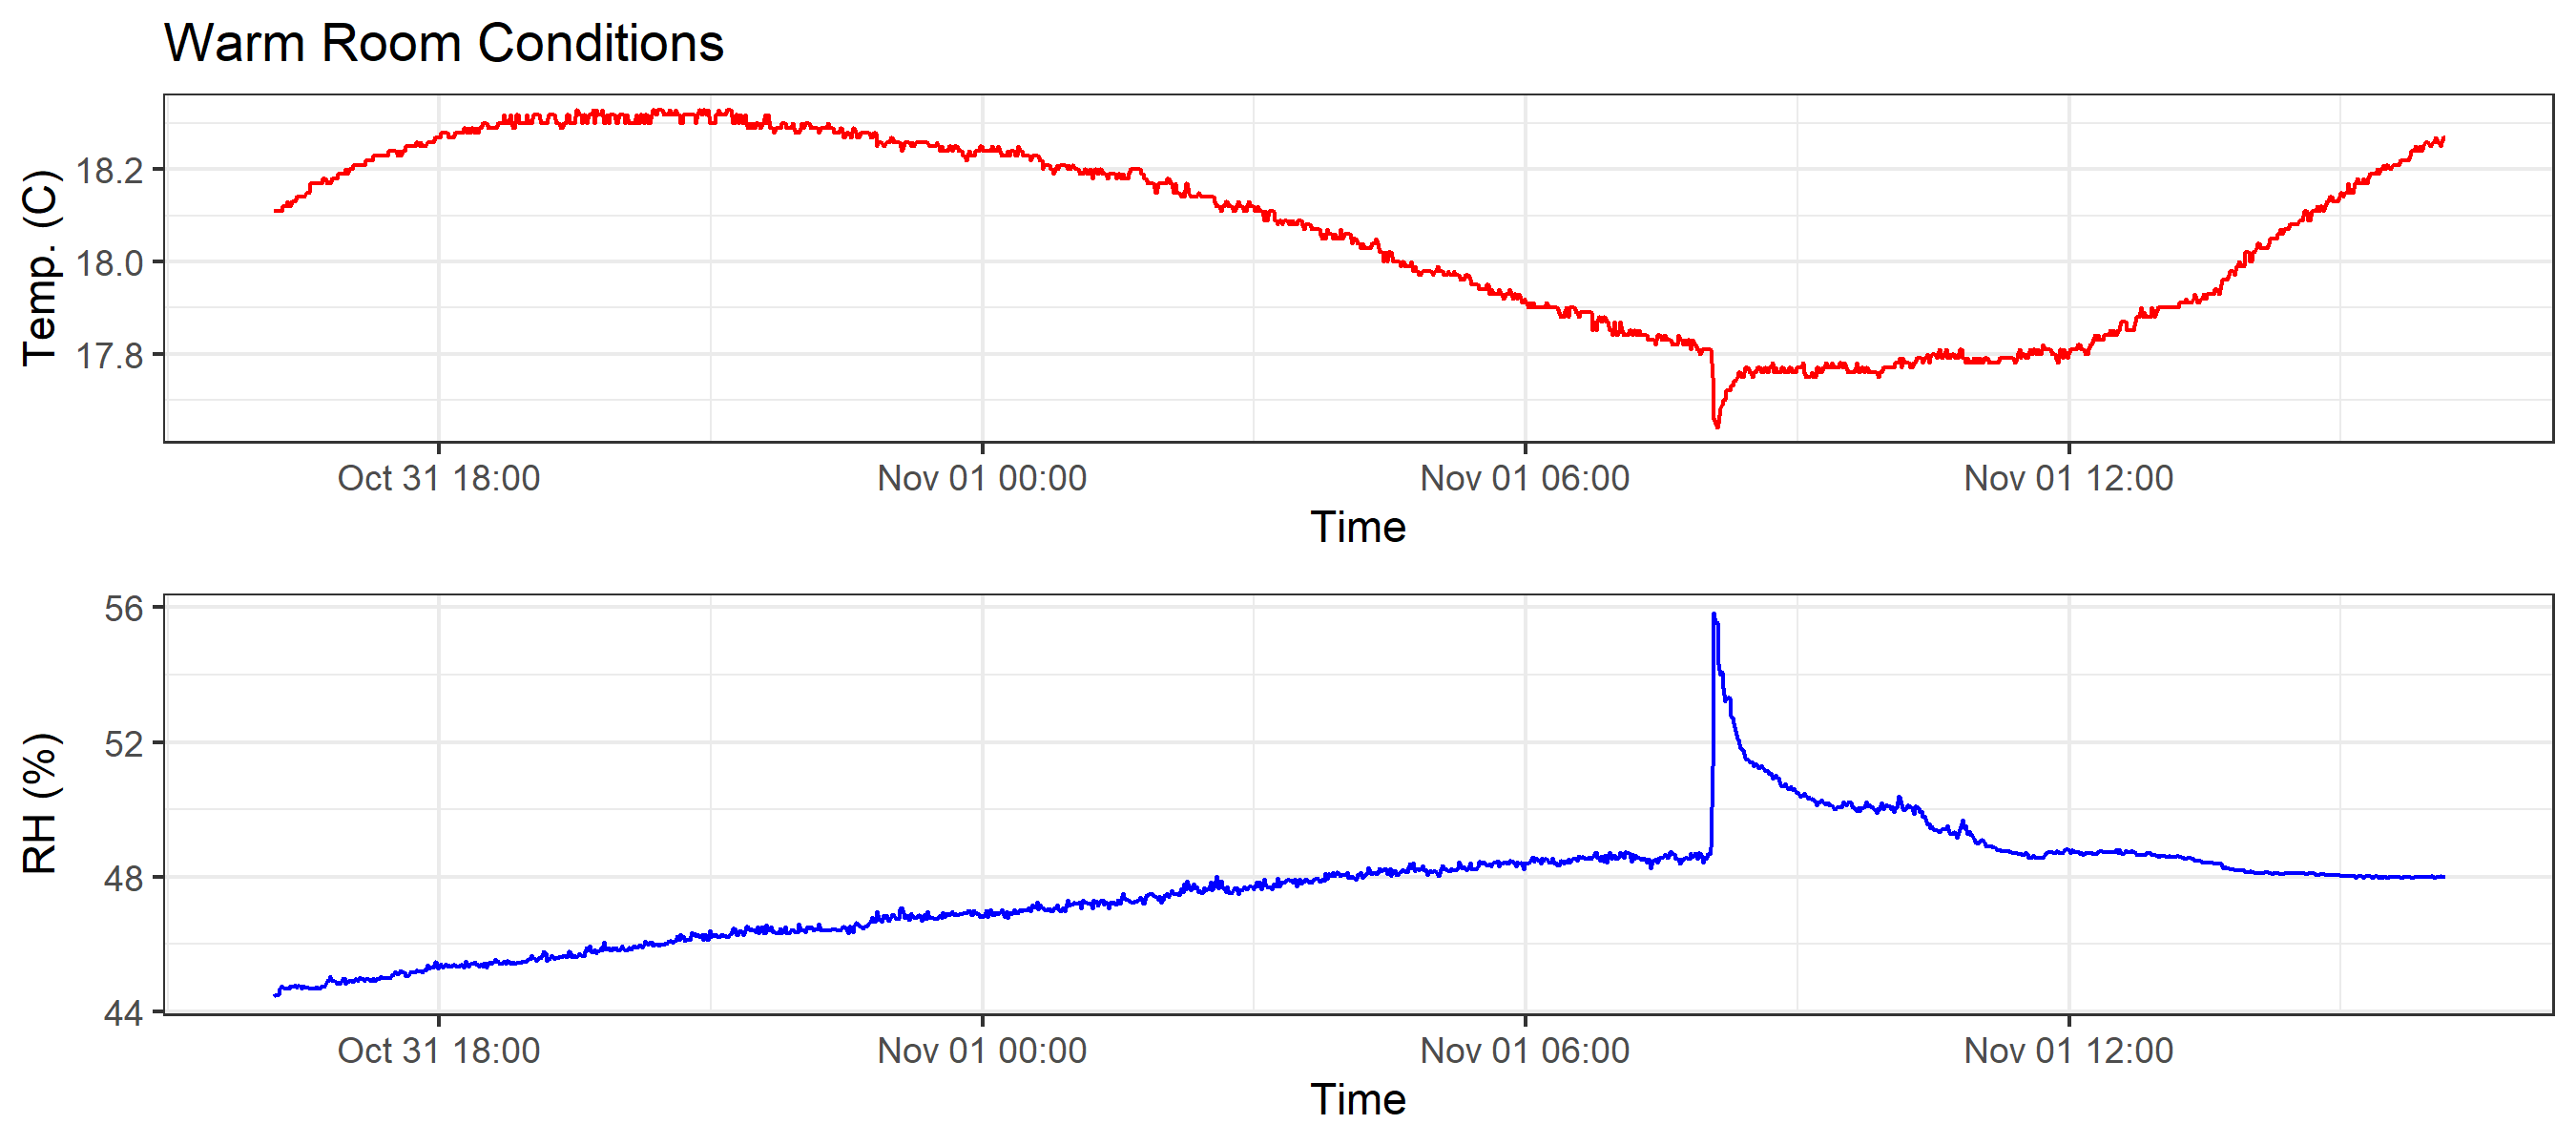 Warm Room Conditions
Temp. (C)
18.2
18.0
17.8
Oct 31 18:00 Nov 01 00:00 Nov 01 06:00 Nov 01 12:00
Time
RH (%)
56
52
48
44
Oct 31 18:00 Nov 01 00:00 Nov 01 06:00 Nov 01 12:00
Time